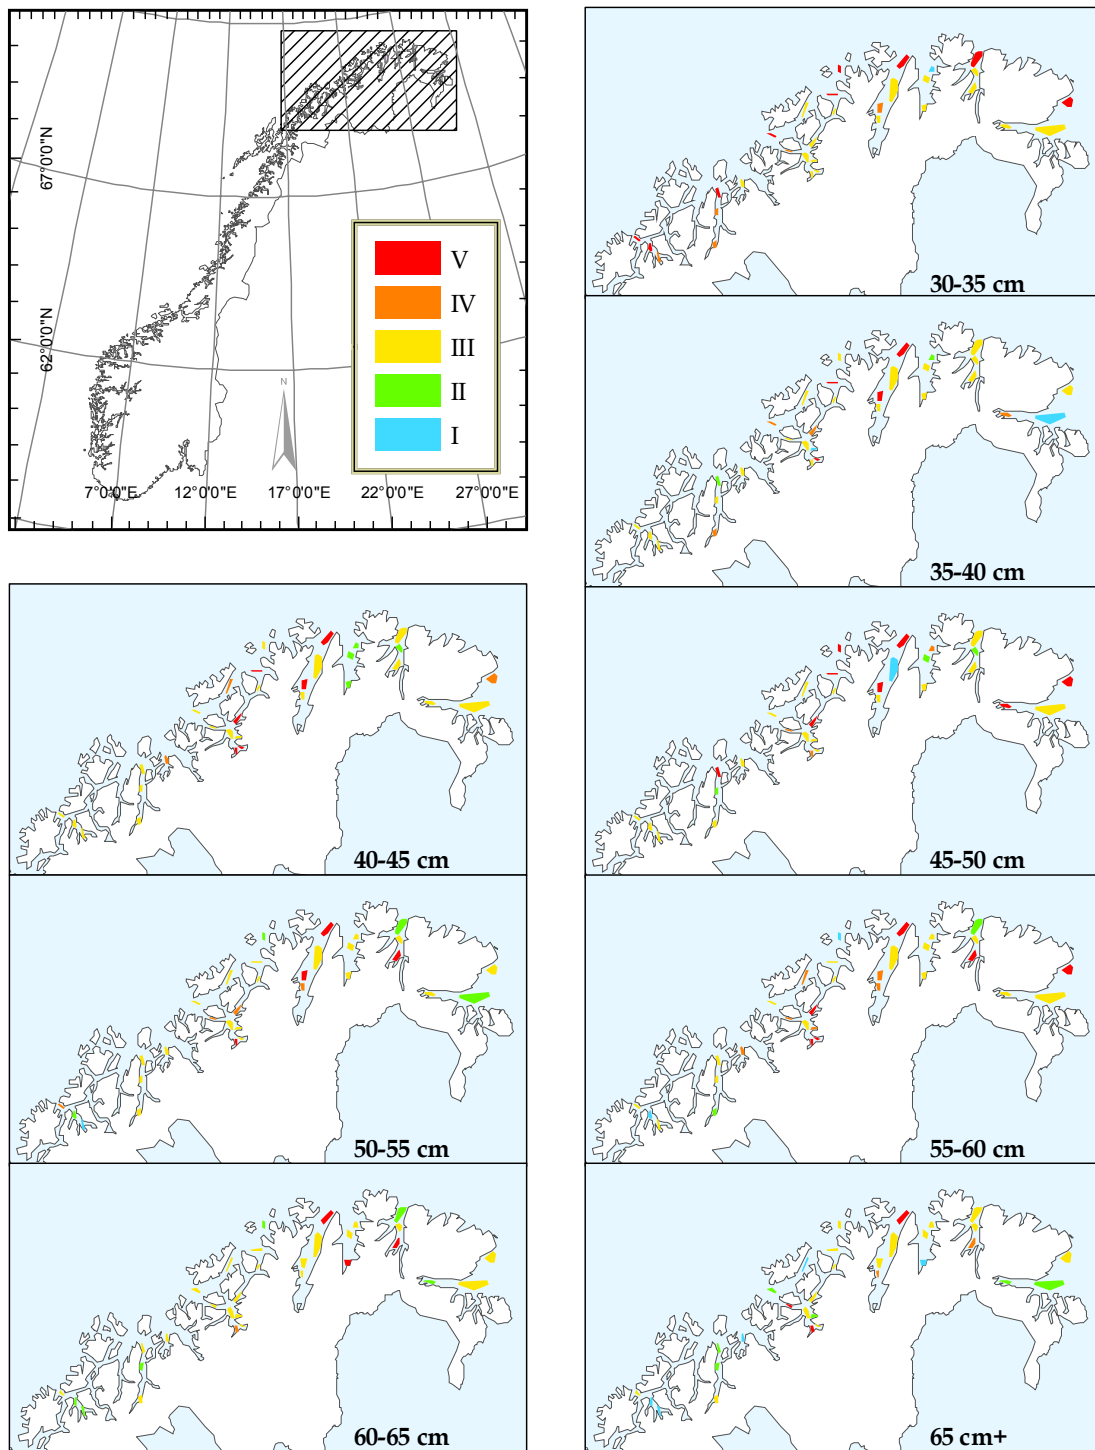 67°0'0"N
62°0'0"N
N
V
IV
III
II
I
7°0'0"E 12°0'0"E 17°0'0"E 22°0'0"E 27°0'0"E
30-35 cm
35-40 cm
40-45 cm
45-50 cm
50-55 cm
55-60 cm
60-65 cm
65 cm+